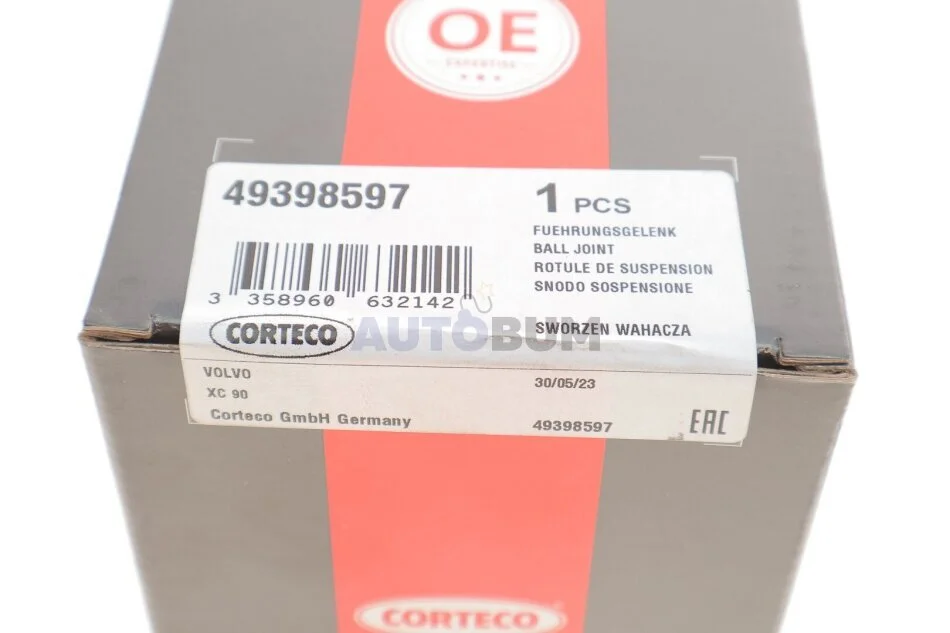 OE
EXPERTISE
49398597
1 PCS
FUEHRUNGSGELENK
BALL JOINT
ROTULE DE SUSPENSION
SNODO SOSPENSIONE
3 358960 632142
CORTECO
AUTOBUM
SWORZEN WAHACZA
VOLVO
30/05/23
XC 90
Corteco GmbH Germany
49398597
EAC
CORTECO